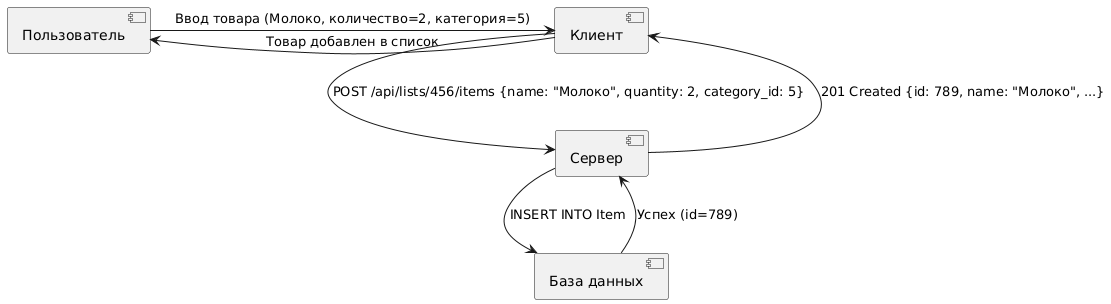 Ввод товара (Молоко, количество=2, категория=5)
Пользователь
Клиент
Товар добавлен в список
POST /api/lists/456/items {name: "Молоко", quantity: 2, category_id: 5}
201 Created {id: 789, name: "Молоко", ...}
Сервер
INSERT INTO Item
Успех (id=789)
База данных